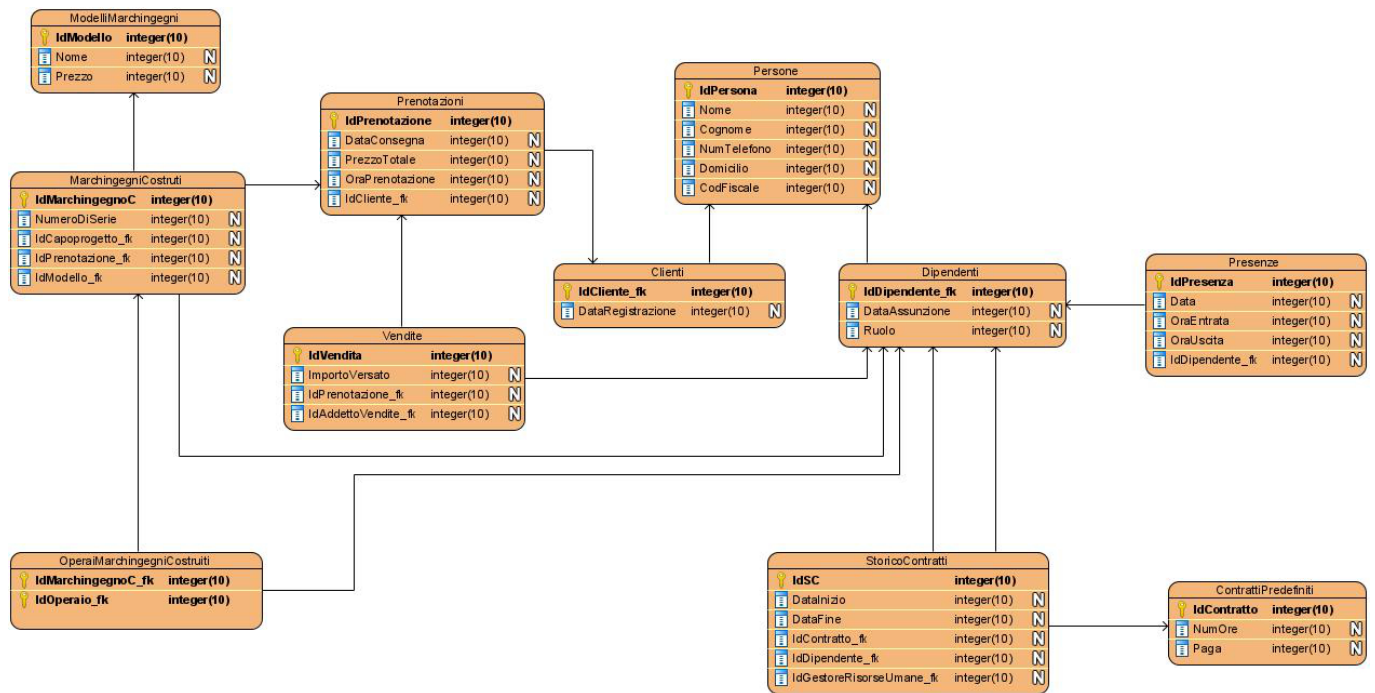 ModelliMarchingegni
IdModello integer(10)
Nome integer(10) N
Prezzo integer(10) N
Prenotazioni
IdPrenotazione integer(10)
DataConsegna integer(10) N
PrezzoTotale integer(10) N
OraPrenotazione integer(10) N
IdCliente_fk integer(10) N
Persone
IdPersona integer(10)
Nome integer(10) N
Cognome integer(10) N
NumTelefono integer(10) N
Domicilio integer(10) N
CodFiscale integer(10) N
MarchingegniCostruti
IdMarchingegnoC integer(10)
NumeroDiSerie integer(10) N
IdCapoprogetto_fk integer(10) N
IdPrenotazione_fk integer(10) N
IdModello_fk integer(10) N
Clienti
IdCliente_fk integer(10)
DataRegistrazione integer(10) N
Dipendenti
IdDipendente_fk integer(10)
DataAssunzione integer(10) N
Ruolo integer(10) N
Presenze
IdPresenza integer(10)
Data integer(10) N
OraEntrata integer(10) N
OraUscita integer(10) N
IdDipendente_fk integer(10) N
Vendite
IdVendita integer(10)
ImportoVersato integer(10) N
IdPrenotazione_fk integer(10) N
IdAddettoVendite_fk integer(10) N
OperaiMarchingegniCostruiti
IdMarchingegnoC_fk integer(10)
IdOperaio_fk integer(10)
StoricoContratti
IdSC integer(10)
DataInizio integer(10) N
DataFine integer(10) N
IdContratto_fk integer(10) N
IdDipendente_fk integer(10) N
IdGestoreRisorseUmane_fk integer(10) N
ContrattiPredefiniti
IdContratto integer(10)
NumOre integer(10) N
Paga integer(10) N